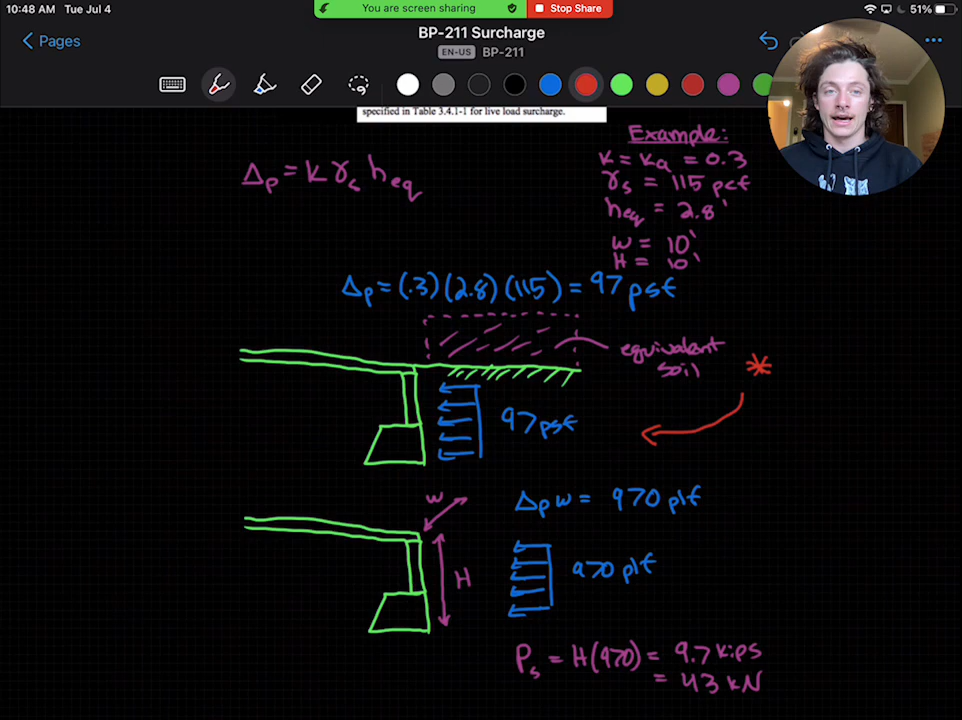 10:48 AM Tue Jul 4
You are screen sharing
Stop Share
51%
Pages
BP-211 Surcharge
EN-US BP-211
specified in Table 3.4.1-1 for live load surcharge.
Example:
K = Ka = 0.3
γs = 115 pcf
heq = 2.8'
W = 10'
H = 10'
Δp = K γs heq
Δp = (.3)(2.8)(115) = 97 psf
equivalent
soil
*
97 psf
W
Δp W = 970 plf
H
970 plf
Ps = H(970) = 9.7 kips
= 43 kN